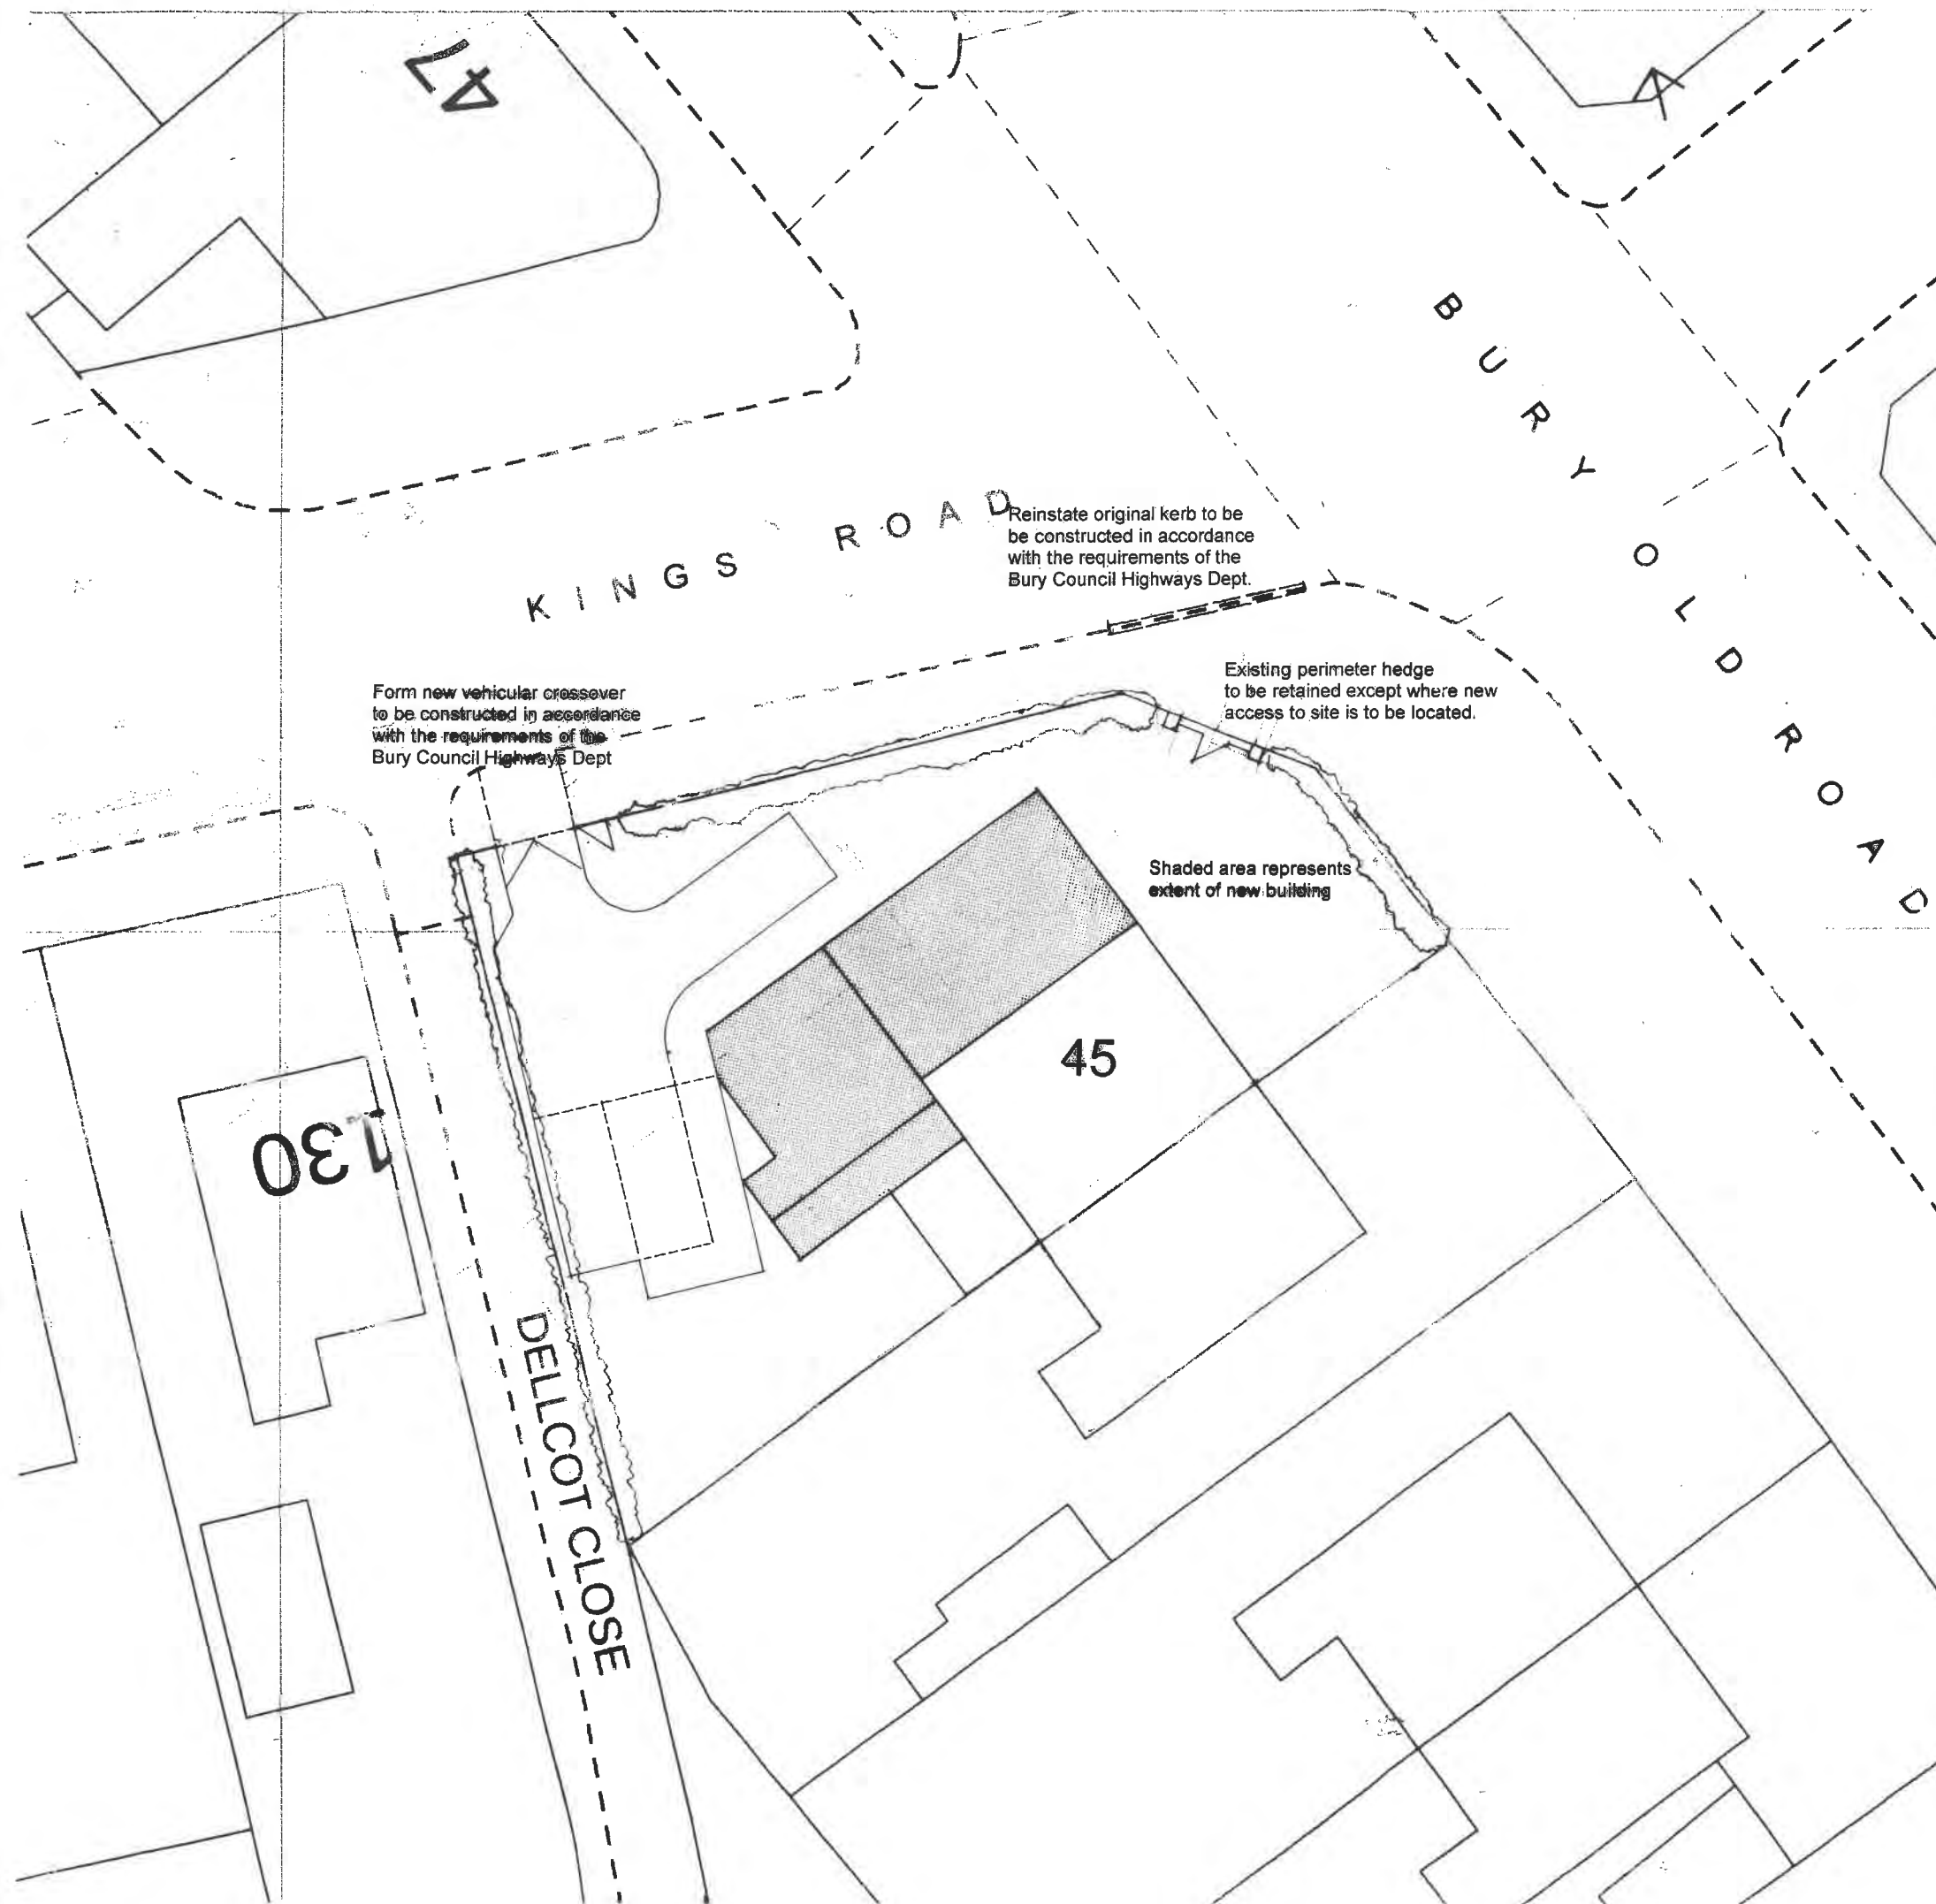 47
4
BURY OLD ROAD
KINGS ROAD
Reinstate original kerb to be
be constructed in accordance
with the requirements of the
Bury Council Highways Dept.
Form new vehicular crossover
to be constructed in accordance
with the requirements of the
Bury Council Highways Dept
Existing perimeter hedge
to be retained except where new
access to site is to be located.
Shaded area represents
extent of new building
45
130
DELLCOT CLOSE